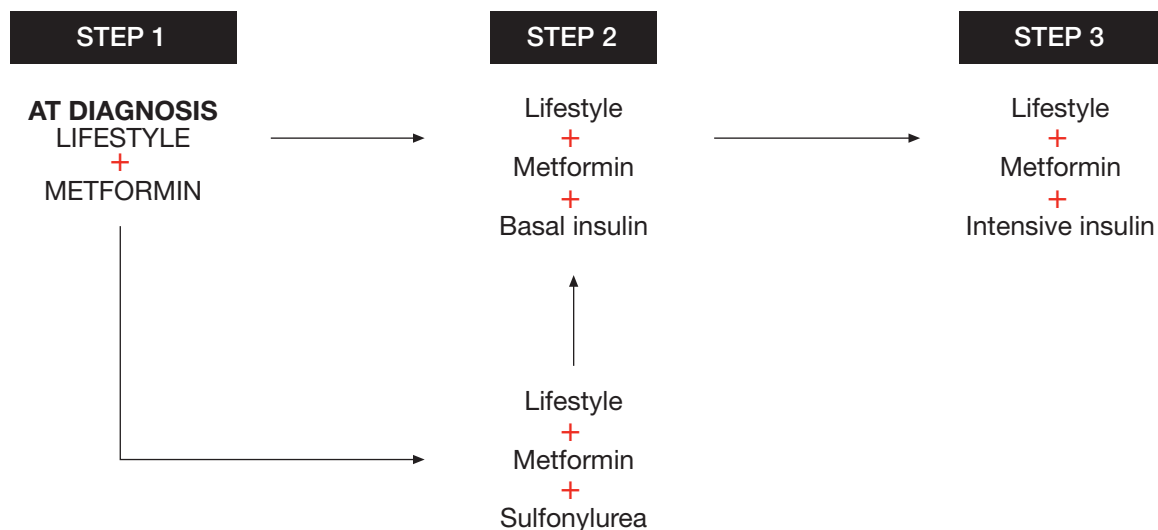 STEP 1
AT DIAGNOSIS
LIFESTYLE
+
METFORMIN
STEP 2
Lifestyle
+
Metformin
+
Basal insulin
Lifestyle
+
Metformin
+
Sulfonylurea
STEP 3
Lifestyle
+
Metformin
+
Intensive insulin